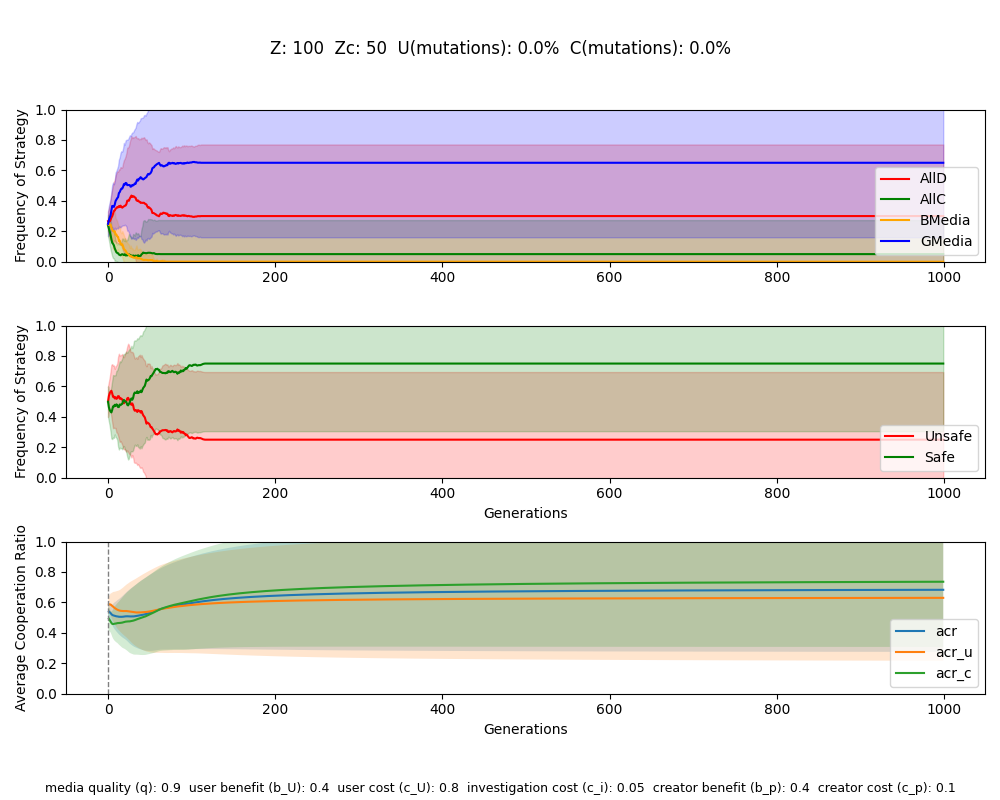 Z: 100  Zc: 50  U(mutations): 0.0%  C(mutations): 0.0%
Frequency of Strategy
1.0
0.8
0.6
0.4
0.2
0.0
AllD
AllC
BMedia
GMedia
0 200 400 600 800 1000
Frequency of Strategy
1.0
0.8
0.6
0.4
0.2
0.0
Unsafe
Safe
0 200 400 600 800 1000
Generations
Average Cooperation Ratio
1.0
0.8
0.6
0.4
0.2
0.0
acr
acr_u
acr_c
0 200 400 600 800 1000
Generations
media quality (q): 0.9  user benefit (b_U): 0.4  user cost (c_U): 0.8  investigation cost (c_i): 0.05  creator benefit (b_p): 0.4  creator cost (c_p): 0.1